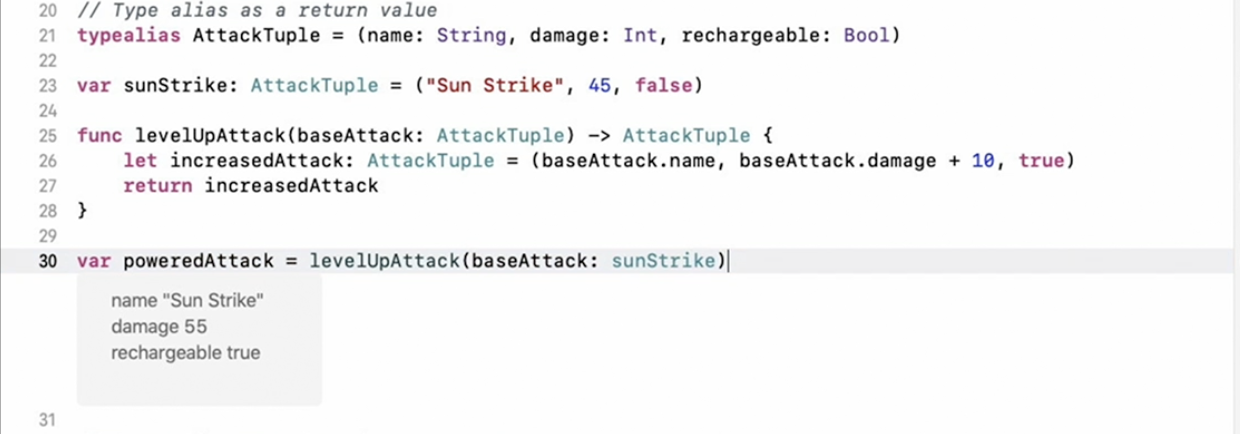 20 // Type alias as a return value
21 typealias AttackTuple = (name: String, damage: Int, rechargeable: Bool)
22
23 var sunStrike: AttackTuple = ("Sun Strike", 45, false)
24
25 func levelUpAttack(baseAttack: AttackTuple) -> AttackTuple {
26     let increasedAttack: AttackTuple = (baseAttack.name, baseAttack.damage + 10, true)
27     return increasedAttack
28 }
29
30 var poweredAttack = levelUpAttack(baseAttack: sunStrike)
name "Sun Strike"
damage 55
rechargeable true
31